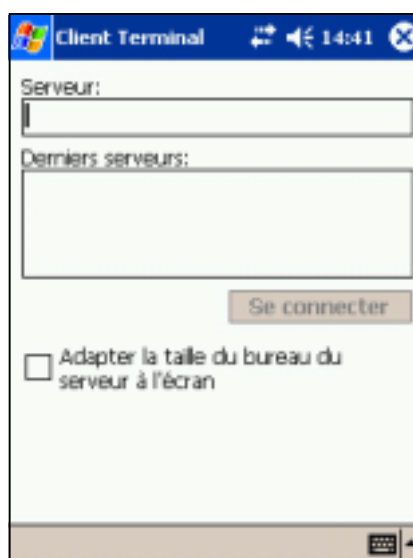 Client Terminal 14:41
Serveur:
Derniers serveurs:
Se connecter
Adapter la taille du bureau du
serveur à l'écran